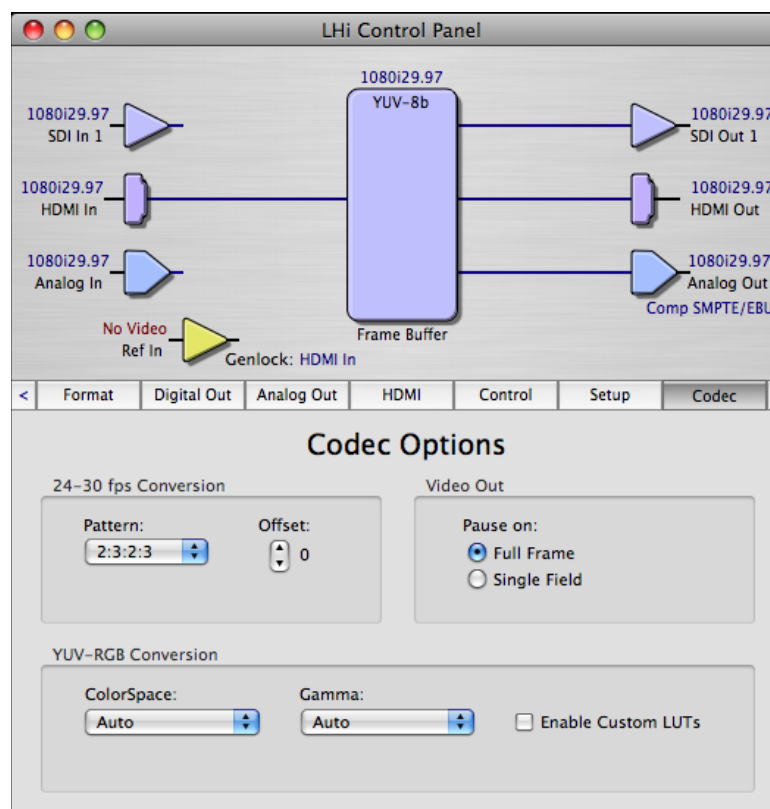 LHi Control Panel
1080i29.97
YUV-8b
1080i29.97
SDI In 1
1080i29.97
SDI Out 1
1080i29.97
HDMI In
1080i29.97
HDMI Out
1080i29.97
Analog In
1080i29.97
Analog Out
Comp SMPTE/EBU
No Video
Ref In
Genlock: HDMI In
Frame Buffer
< Format Digital Out Analog Out HDMI Control Setup Codec
Codec Options
24-30 fps Conversion
Video Out
Pattern: Offset:
2:3:2:3 0
Pause on:
Full Frame
Single Field
YUV-RGB Conversion
ColorSpace: Gamma:
Auto Auto Enable Custom LUTs